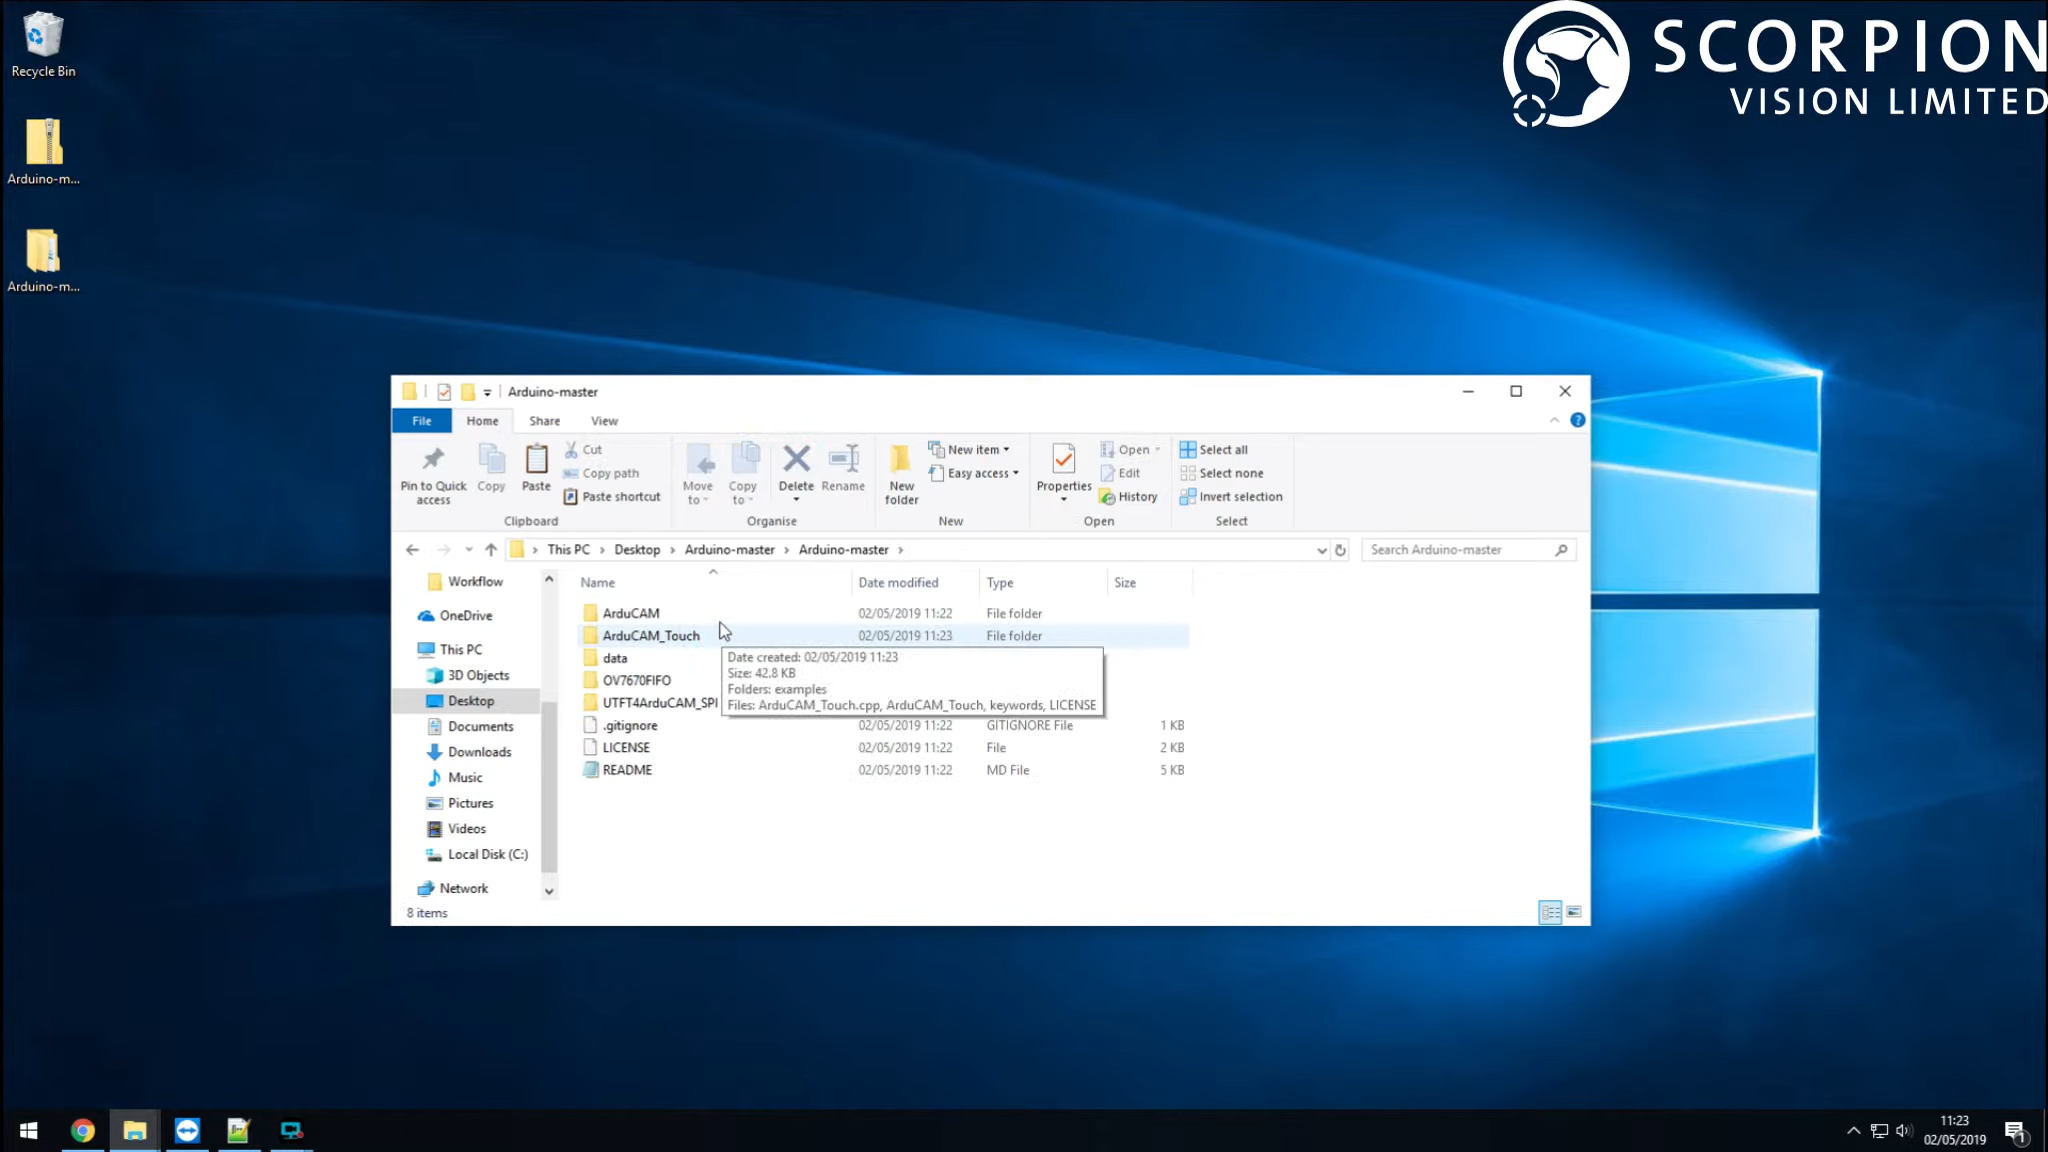 Recycle Bin
Arduino-m...
Arduino-m...
SCORPION
VISION LIMITED
Arduino-master
File Home Share View
Pin to Quick access
Copy
Paste
Cut
Copy path
Paste shortcut
Clipboard
Move to
Copy to
Delete
Rename
Organise
New folder
New item
Easy access
New
Properties
Open
Edit
History
Open
Select all
Select none
Invert selection
Select
This PC › Desktop › Arduino-master › Arduino-master ›
Search Arduino-master
Workflow
OneDrive
This PC
3D Objects
Desktop
Documents
Downloads
Music
Pictures
Videos
Local Disk (C:)
Network
Name Date modified Type Size
ArduCAM 02/05/2019 11:22 File folder
ArduCAM_Touch 02/05/2019 11:23 File folder
data
OV7670FIFO
UTFT4ArduCAM_SPI
Date created: 02/05/2019 11:23
Size: 42.8 KB
Folders: examples
Files: ArduCAM_Touch.cpp, ArduCAM_Touch, keywords, LICENSE
.gitignore 02/05/2019 11:22 GITIGNORE File 1 KB
LICENSE 02/05/2019 11:22 File 2 KB
README 02/05/2019 11:22 MD File 5 KB
8 items
11:23
02/05/2019
1